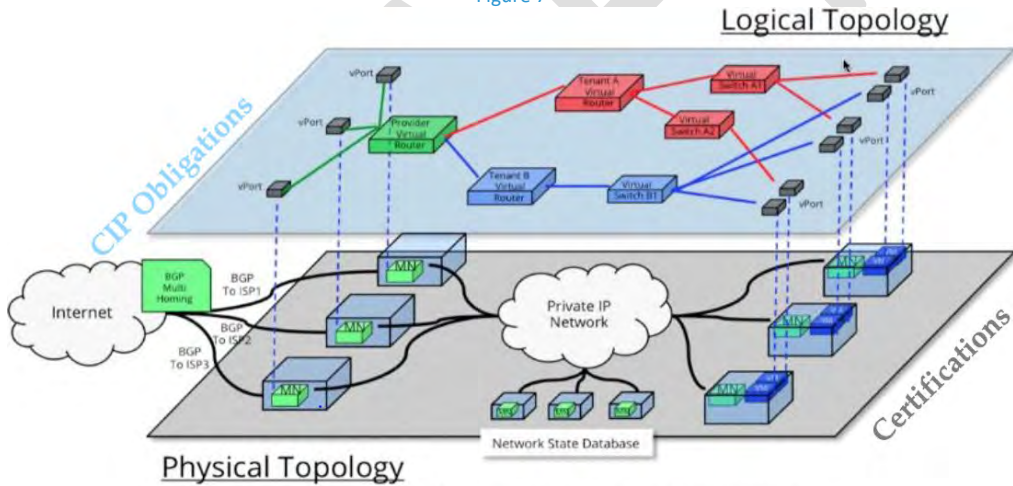 Figure 7
Logical Topology
vPort
vPort
vPort
Provider
Virtual
Router
Tenant A
Virtual
Router
Virtual
Switch A1
Virtual
Switch A2
Tenant B
Virtual
Router
Virtual
Switch B1
vPort
vPort
vPort
CIP Obligations
Internet
BGP
Multi
Homing
BGP
To ISP1
BGP
To ISP2
BGP
To ISP3
MN
MN
MN
Private IP
Network
MN
MN
MN
Network State Database
Certifications
Physical Topology